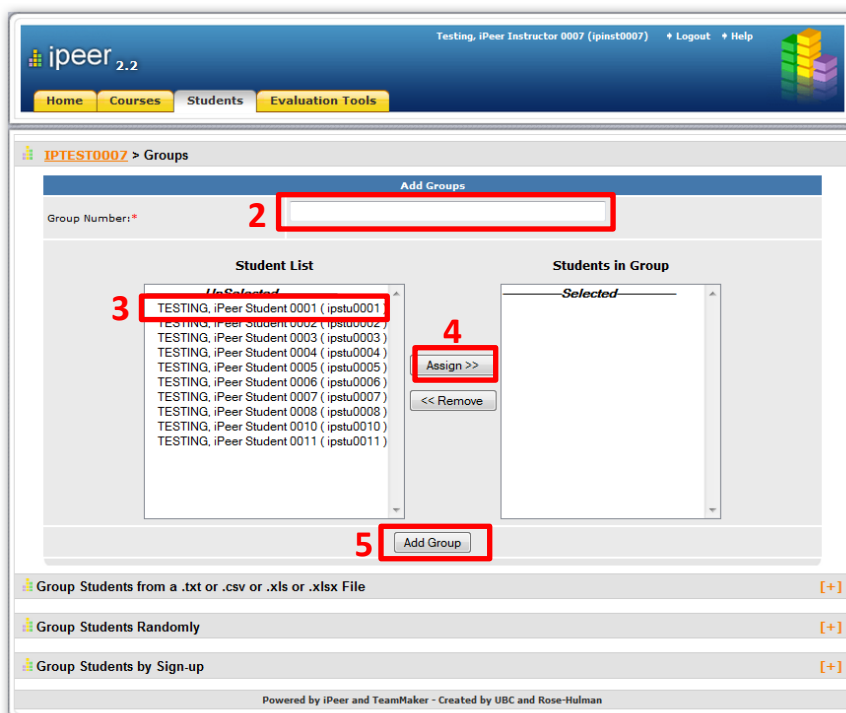 Testing, iPeer Instructor 0007 (ipinst0007) Logout Help
ipeer 2.2
Home Courses Students Evaluation Tools
IPTEST0007 > Groups
Add Groups
Group Number:* 2
Student List Students in Group
UnSelected Selected
3 TESTING, iPeer Student 0001 ( ipstu0001 )
TESTING, iPeer Student 0002 ( ipstu0002 )
TESTING, iPeer Student 0003 ( ipstu0003 ) 4
TESTING, iPeer Student 0004 ( ipstu0004 )
TESTING, iPeer Student 0005 ( ipstu0005 ) Assign >>
TESTING, iPeer Student 0006 ( ipstu0006 )
TESTING, iPeer Student 0007 ( ipstu0007 ) << Remove
TESTING, iPeer Student 0008 ( ipstu0008 )
TESTING, iPeer Student 0010 ( ipstu0010 )
TESTING, iPeer Student 0011 ( ipstu0011 )
5 Add Group
Group Students from a .txt or .csv or .xls or .xlsx File [+]
Group Students Randomly [+]
Group Students by Sign-up [+]
Powered by iPeer and TeamMaker - Created by UBC and Rose-Hulman